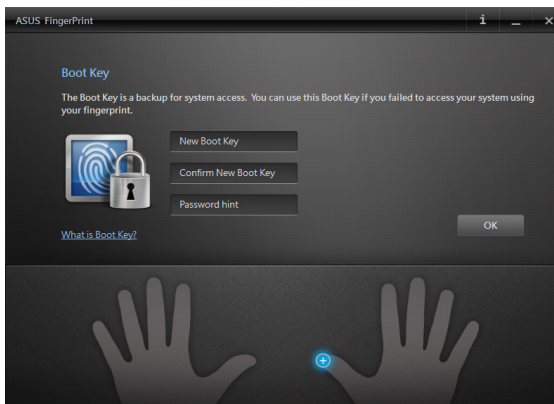 ASUS FingerPrint
Boot Key
The Boot Key is a backup for system access. You can use this Boot Key if you failed to access your system using
your fingerprint.
New Boot Key
Confirm New Boot Key
Password hint
OK
What is Boot Key?